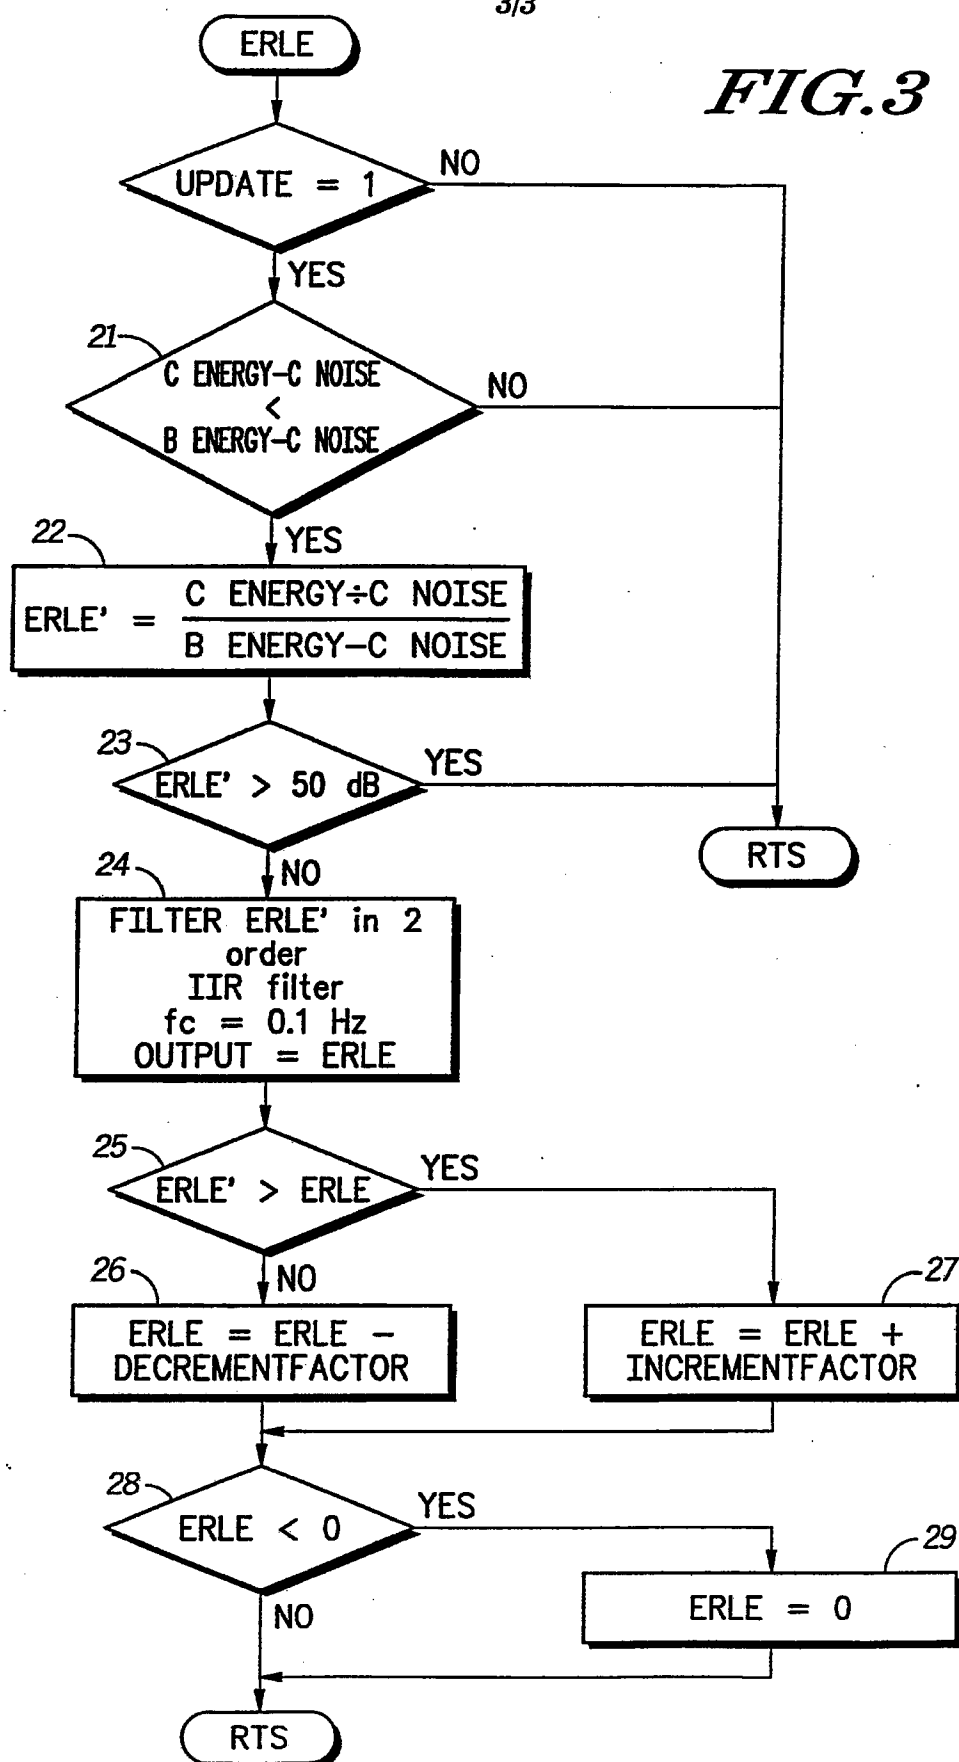 3/3
ERLE
FIG.3
UPDATE = 1
NO
YES
21
C ENERGY-C NOISE
<
B ENERGY-C NOISE
NO
YES
22
ERLE' = C ENERGY÷C NOISE
B ENERGY-C NOISE
23
ERLE' > 50 dB
YES
NO
RTS
24
FILTER ERLE' in 2
order
IIR filter
fc = 0.1 Hz
OUTPUT = ERLE
25
ERLE' > ERLE
YES
NO
26
ERLE = ERLE -
DECREMENTFACTOR
27
ERLE = ERLE +
INCREMENTFACTOR
28
ERLE < 0
YES
NO
29
ERLE = 0
RTS